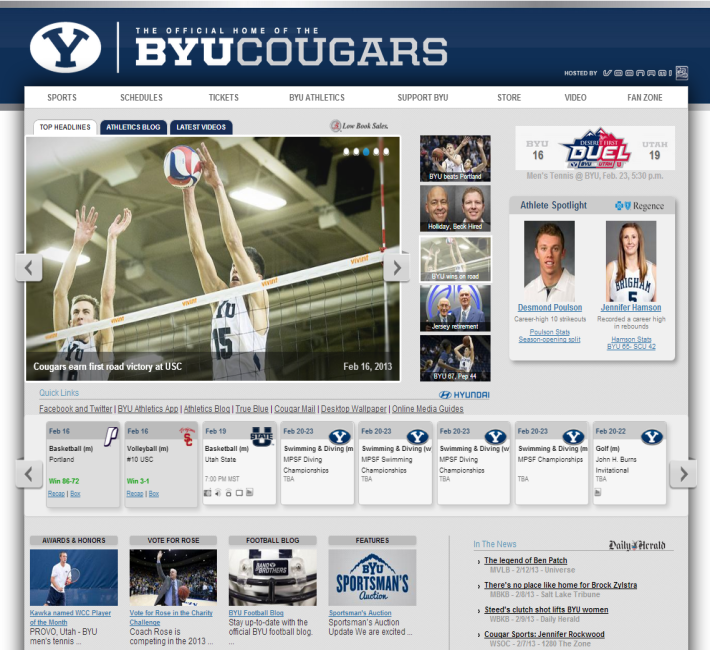 THE OFFICIAL HOME OF THE
BYUCOUGARS
HOSTED BY
SPORTS SCHEDULES TICKETS BYU ATHLETICS SUPPORT BYU STORE VIDEO FAN ZONE
TOP HEADLINES ATHLETICS BLOG LATEST VIDEOS
Low Book Sales.
vivint
Cougars earn first road victory at USC Feb 16, 2013
BYU beats Portland
Holiday, Beck Hired
BYU wins on road
Jersey retirement
BYU 67, Pep 44
HYUNDAI
BYU 16 DESERET FIRST DUEL BYU UTAH UTAH 19
Men's Tennis @ BYU, Feb. 23, 5:30 p.m.
Athlete Spotlight Regence
BRIGHAM
5
Desmond Poulson
Career-high 10 strikeouts
Poulson Stats
Season-opening split
Jennifer Hamson
Recorded a career high
in rebounds
Hamson Stats
BYU 66- SCU 42
Quick Links
Facebook and Twitter | BYU Athletics App | Athletics Blog | True Blue | Cougar Mail | Desktop Wallpaper | Online Media Guides
Feb 16
Basketball (m)
Portland
Win 86-72
Recap | Box
Feb 16
Volleyball (m)
#10 USC
Win 3-1
Recap | Box
Feb 19
STATE
Basketball (m)
Utah State
7:00 PM MST
Feb 20-23
Swimming & Diving (m
MPSF Diving
Championships
TBA
Feb 20-23
Swimming & Diving (w
MPSF Swimming
Championships
TBA
Feb 20-23
Swimming & Diving (w
MPSF Diving
Championships
TBA
Feb 20-23
Swimming & Diving (m
MPSF Championships
TBA
Feb 20-22
Golf (m)
John H. Burns
Invitational
TBA
AWARDS & HONORS
Kawka named WCC Player
of the Month
PROVO, Utah - BYU
men's tennis ...
VOTE FOR ROSE
Vote for Rose in the Charity
Challenge
Coach Rose is
competing in the 2013 ...
FOOTBALL BLOG
BAND OF BROTHERS
BYU Football Blog
Stay up-to-date with the
official BYU football blog.
...
FEATURES
BYU
SPORTSMAN'S
Auction
Sportsman's Auction
Sportsman's Auction
Update We are excited ...
In The News Daily Herald
The legend of Ben Patch
MVLB - 2/12/13 - Universe
There's no place like home for Brock Zylstra
MBKB - 2/8/13 - Salt Lake Tribune
Steed's clutch shot lifts BYU women
WBKB - 2/9/13 - Daily Herald
Cougar Sports: Jennifer Rockwood
WSOC - 2/7/13 - 1280 The Zone